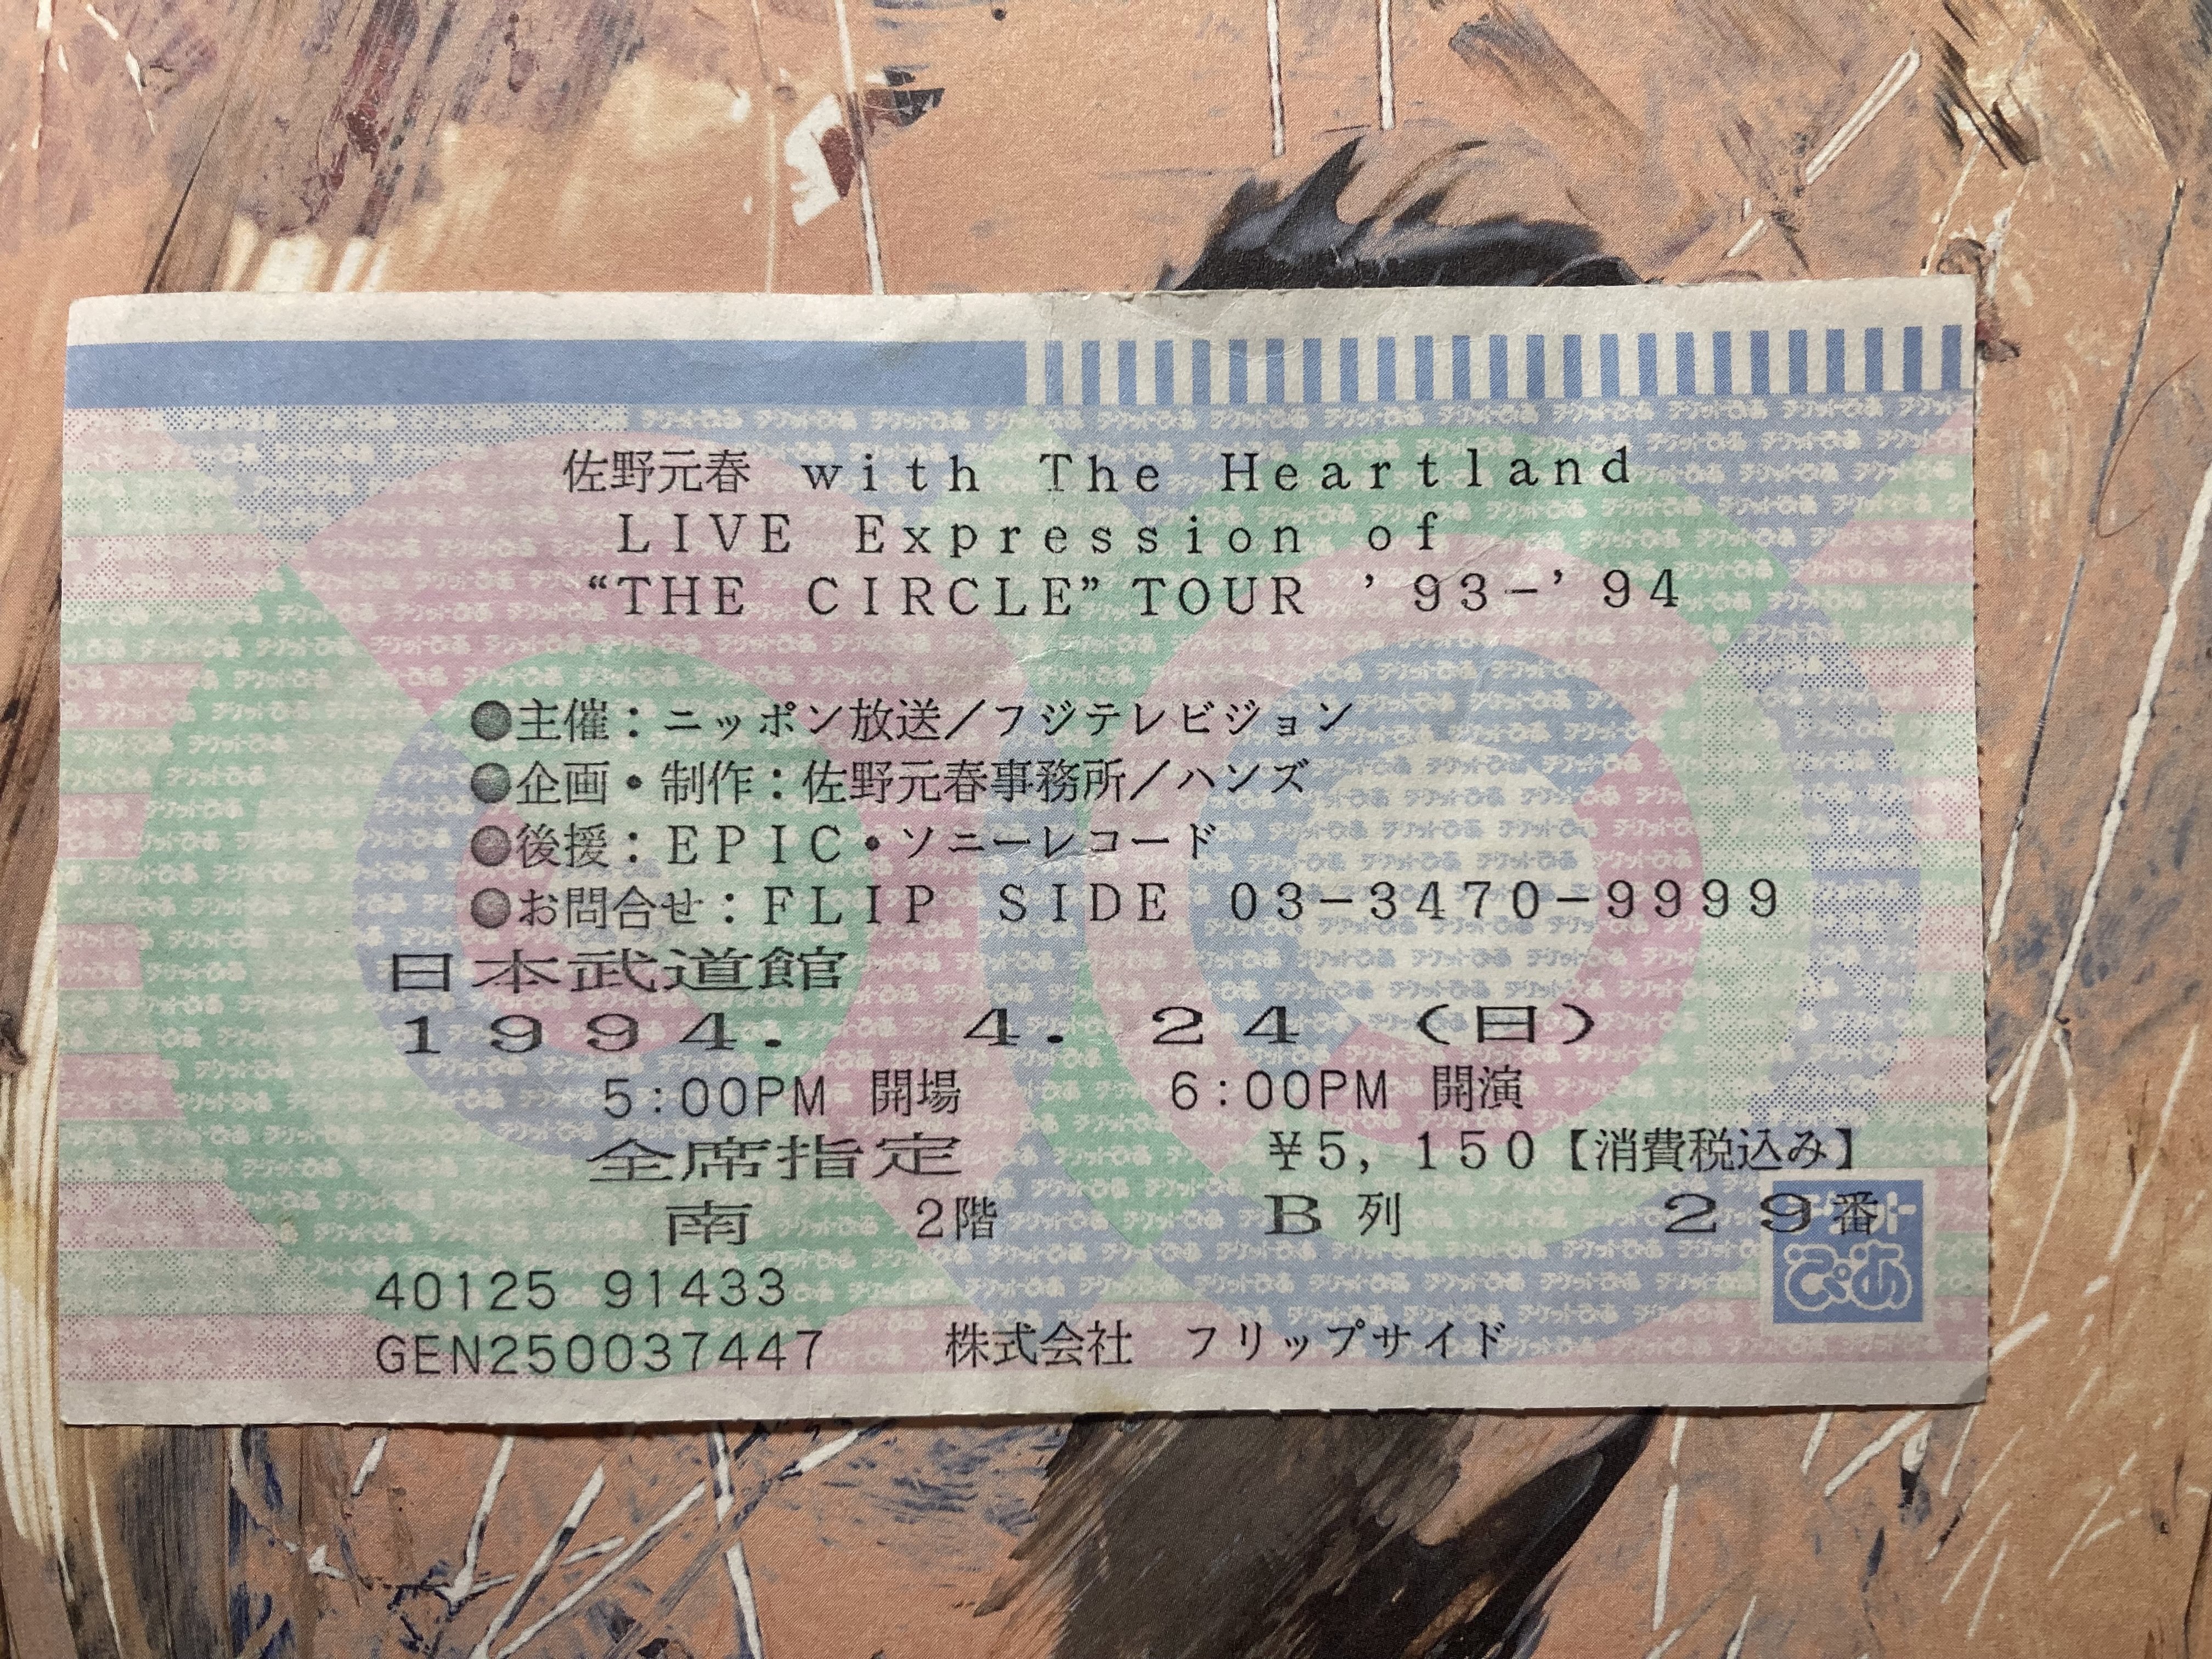 佐野元春 with The Heartland
LIVE Expression of
“THE CIRCLE” TOUR '93-'94
●主催：ニッポン放送／フジテレビジョン
●企画・制作：佐野元春事務所／ハンズ
●後援：EPIC・ソニーレコード
●お問合せ：FLIP SIDE 03-3470-9999
日本武道館
1994. 4. 24 (日)
5:00PM 開場 6:00PM 開演
全席指定 ¥5,150【消費税込み】
南 2階 B列 29番
チケット
ぴあ
40125 91433
GEN250037447 株式会社 フリップサイド